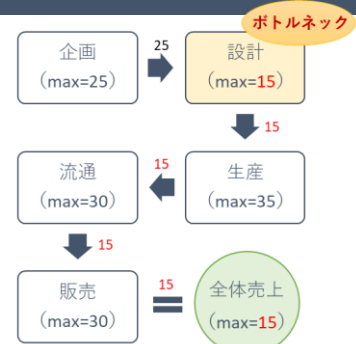 ボトルネック
企画
（max=25）
25
設計
（max=15）
15
生産
（max=35）
15
流通
（max=30）
15
販売
（max=30）
15
全体売上
（max=15）